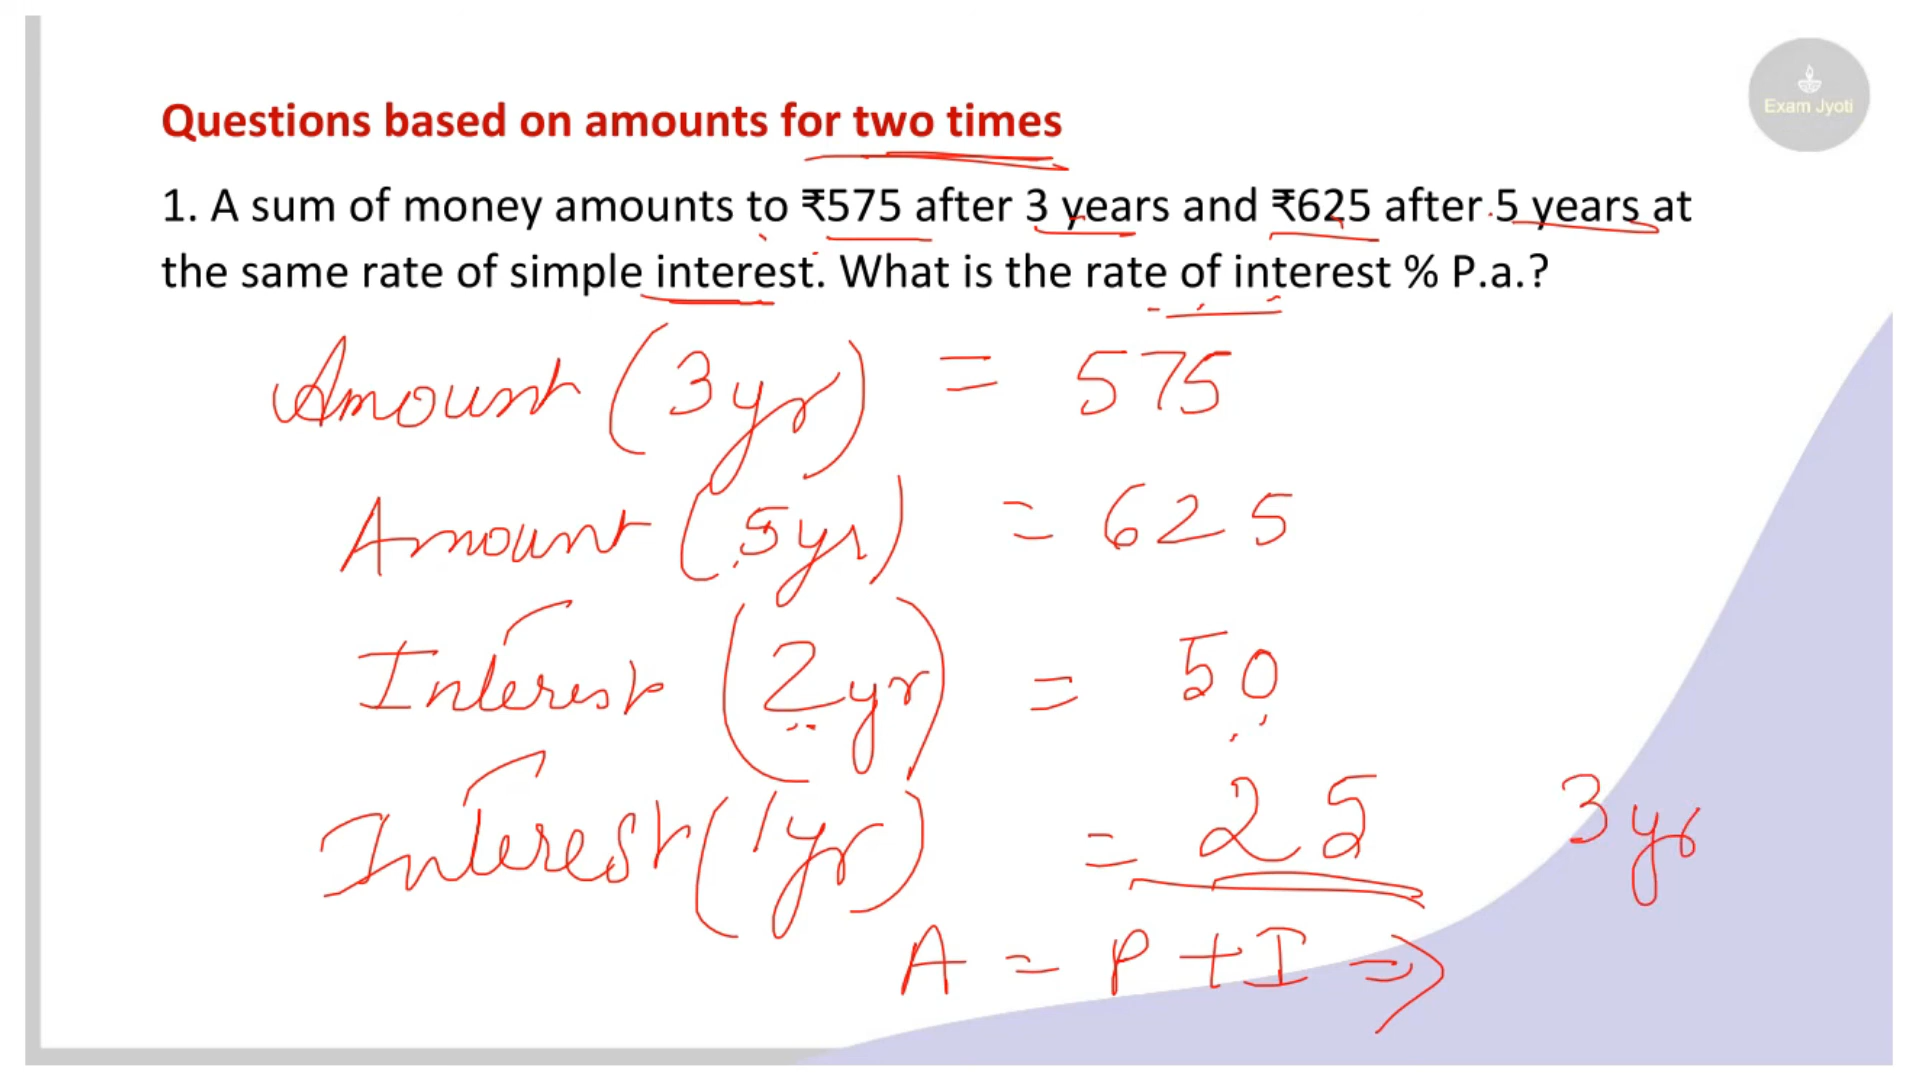 Exam Jyoti
Questions based on amounts for two times
1. A sum of money amounts to ₹575 after 3 years and ₹625 after 5 years at
the same rate of simple interest. What is the rate of interest % P.a.?
Amount (3yr) = 575
Amount (5yr) = 625
Interest (2yr) = 50
Interest (1yr) = 25 3yr
A = P + I ⇒